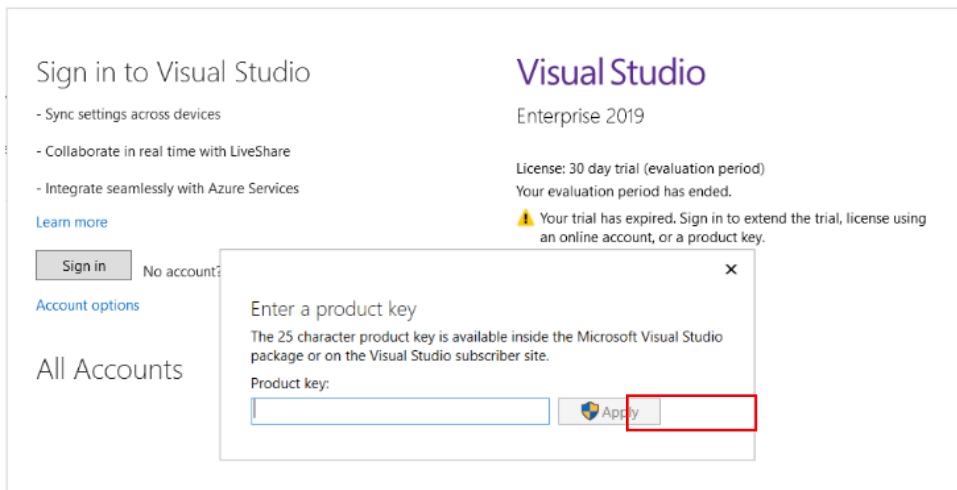 Sign in to Visual Studio
- Sync settings across devices
- Collaborate in real time with LiveShare
- Integrate seamlessly with Azure Services
Learn more
Sign in
No account?
Account options
All Accounts
Visual Studio
Enterprise 2019
License: 30 day trial (evaluation period)
Your evaluation period has ended.
Your trial has expired. Sign in to extend the trial, license using
an online account, or a product key.
Enter a product key
The 25 character product key is available inside the Microsoft Visual Studio
package or on the Visual Studio subscriber site.
Product key:
Apply